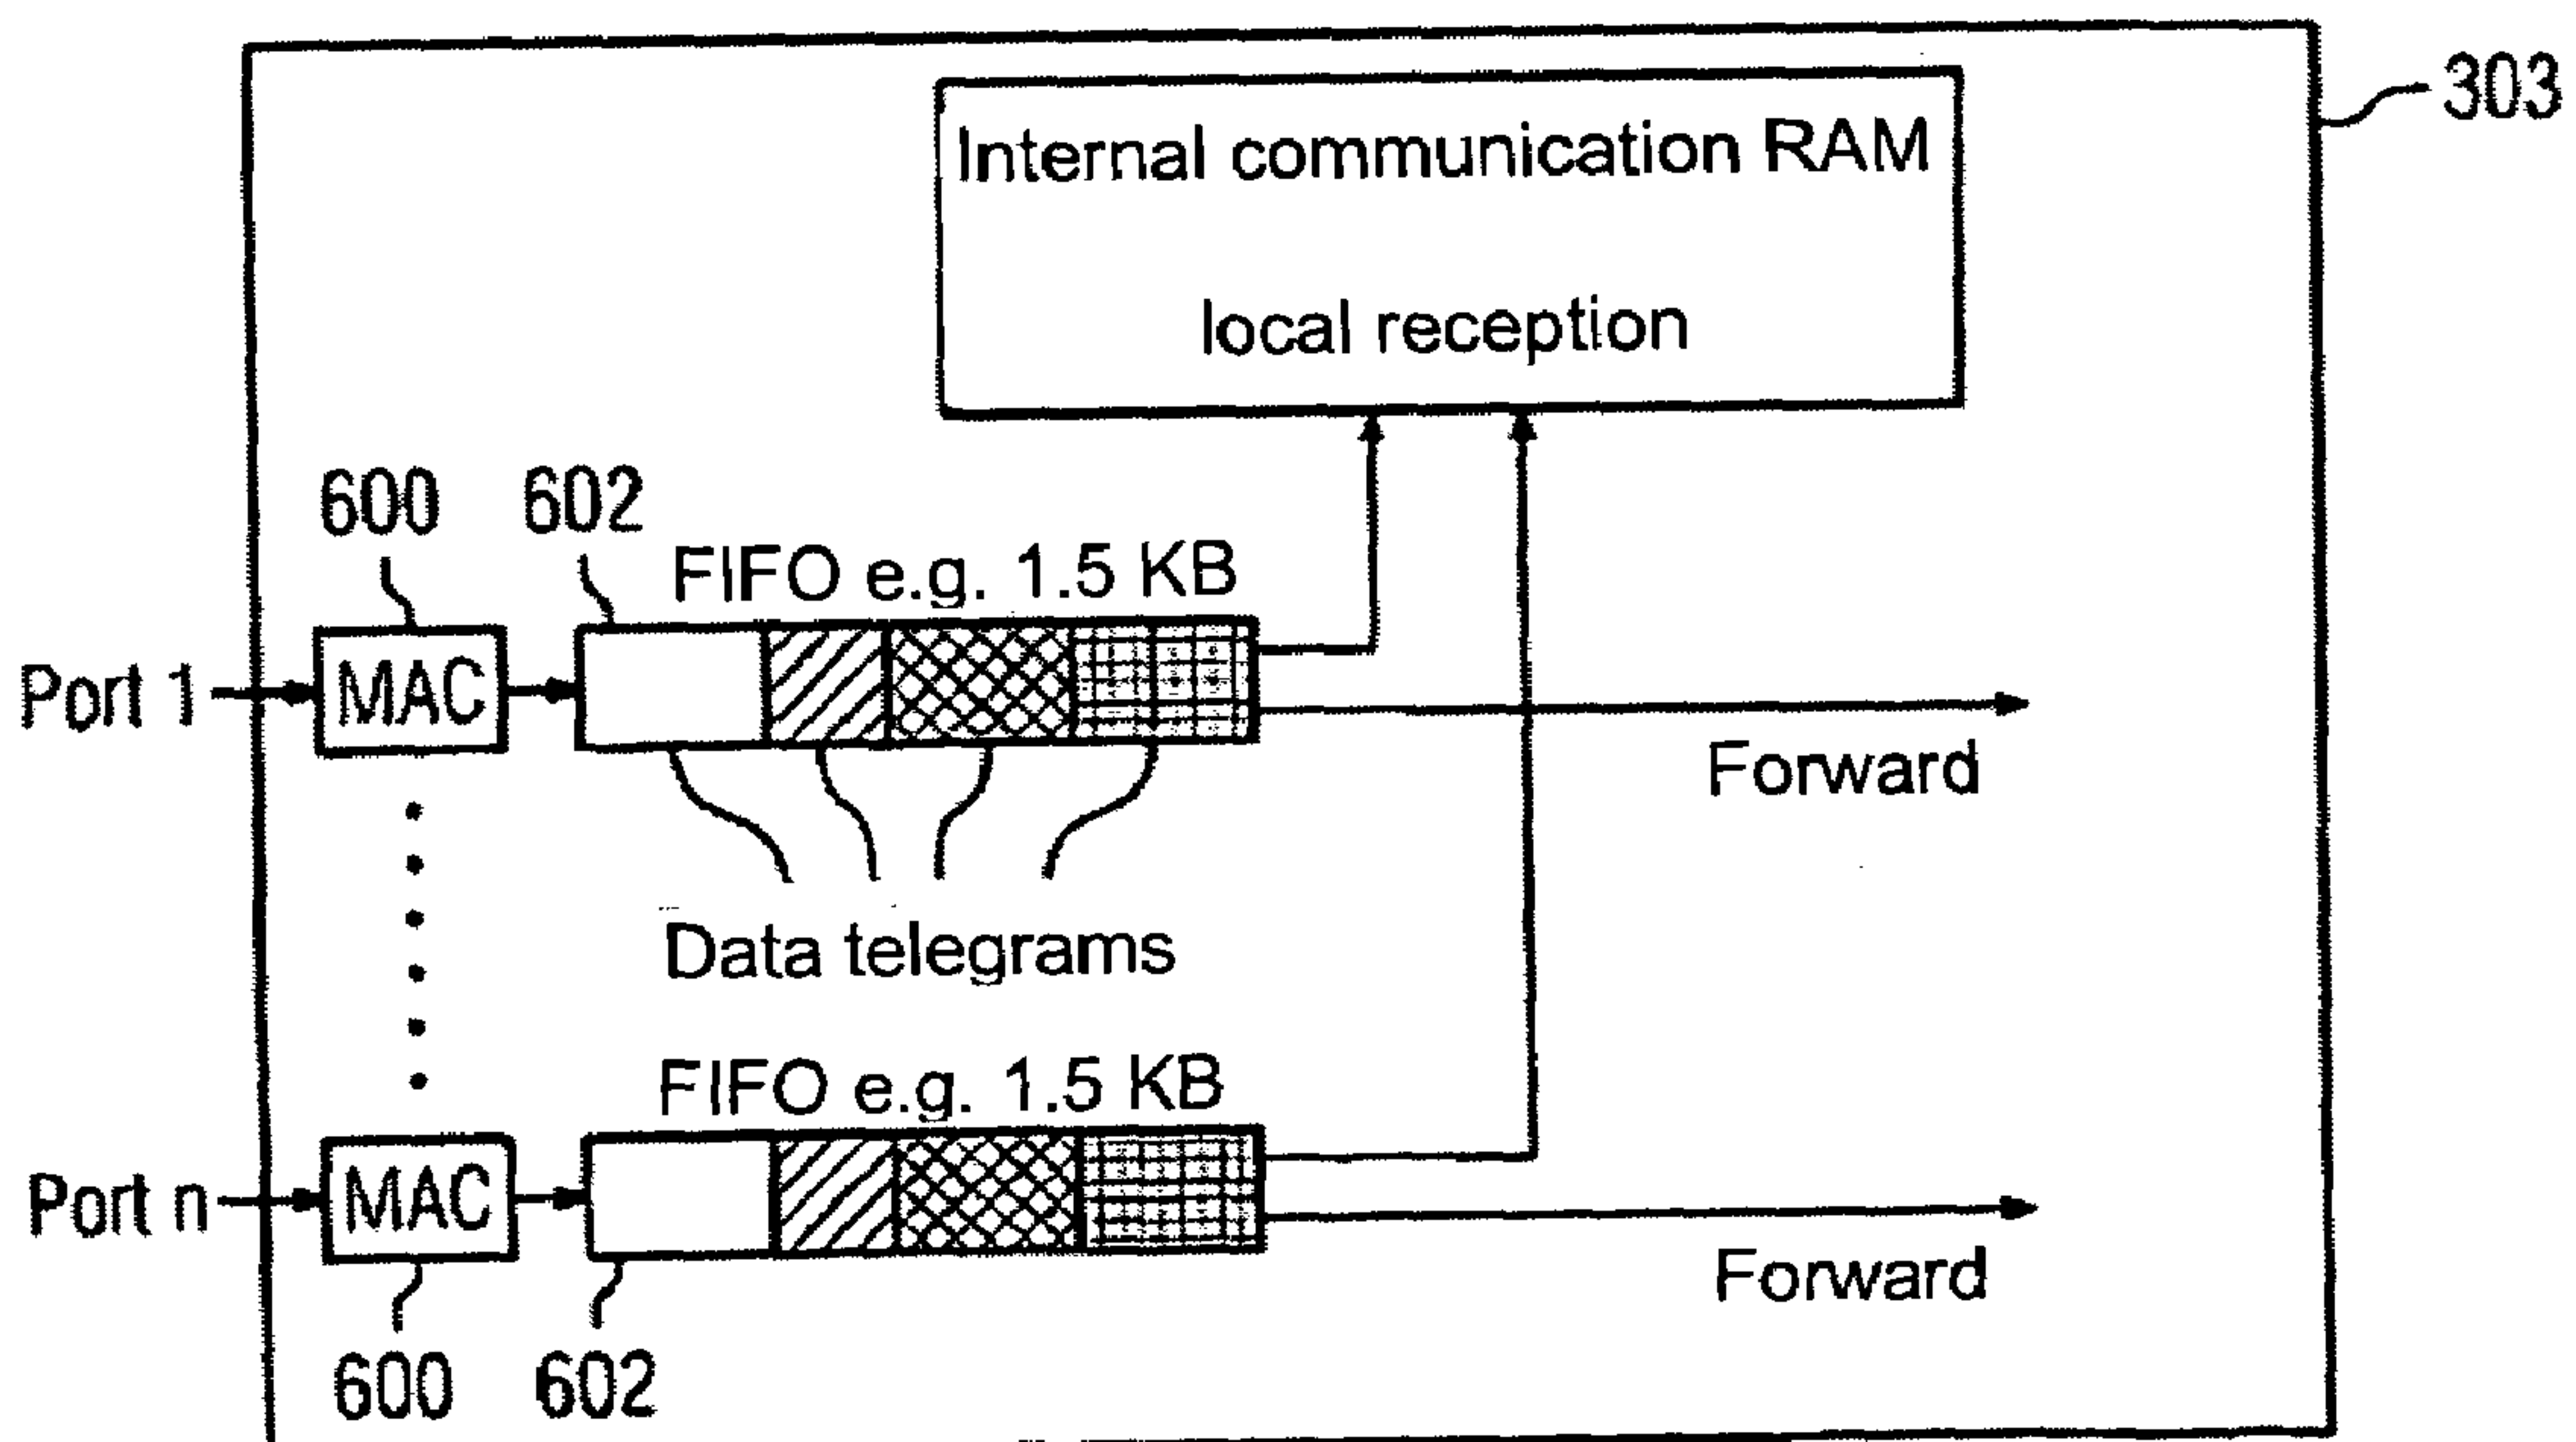 303
Internal communication RAM
local reception
600
602
FIFO e.g. 1.5 KB
Port 1
MAC
Forward
Data telegrams
FIFO e.g. 1.5 KB
Port n
MAC
Forward
600
602